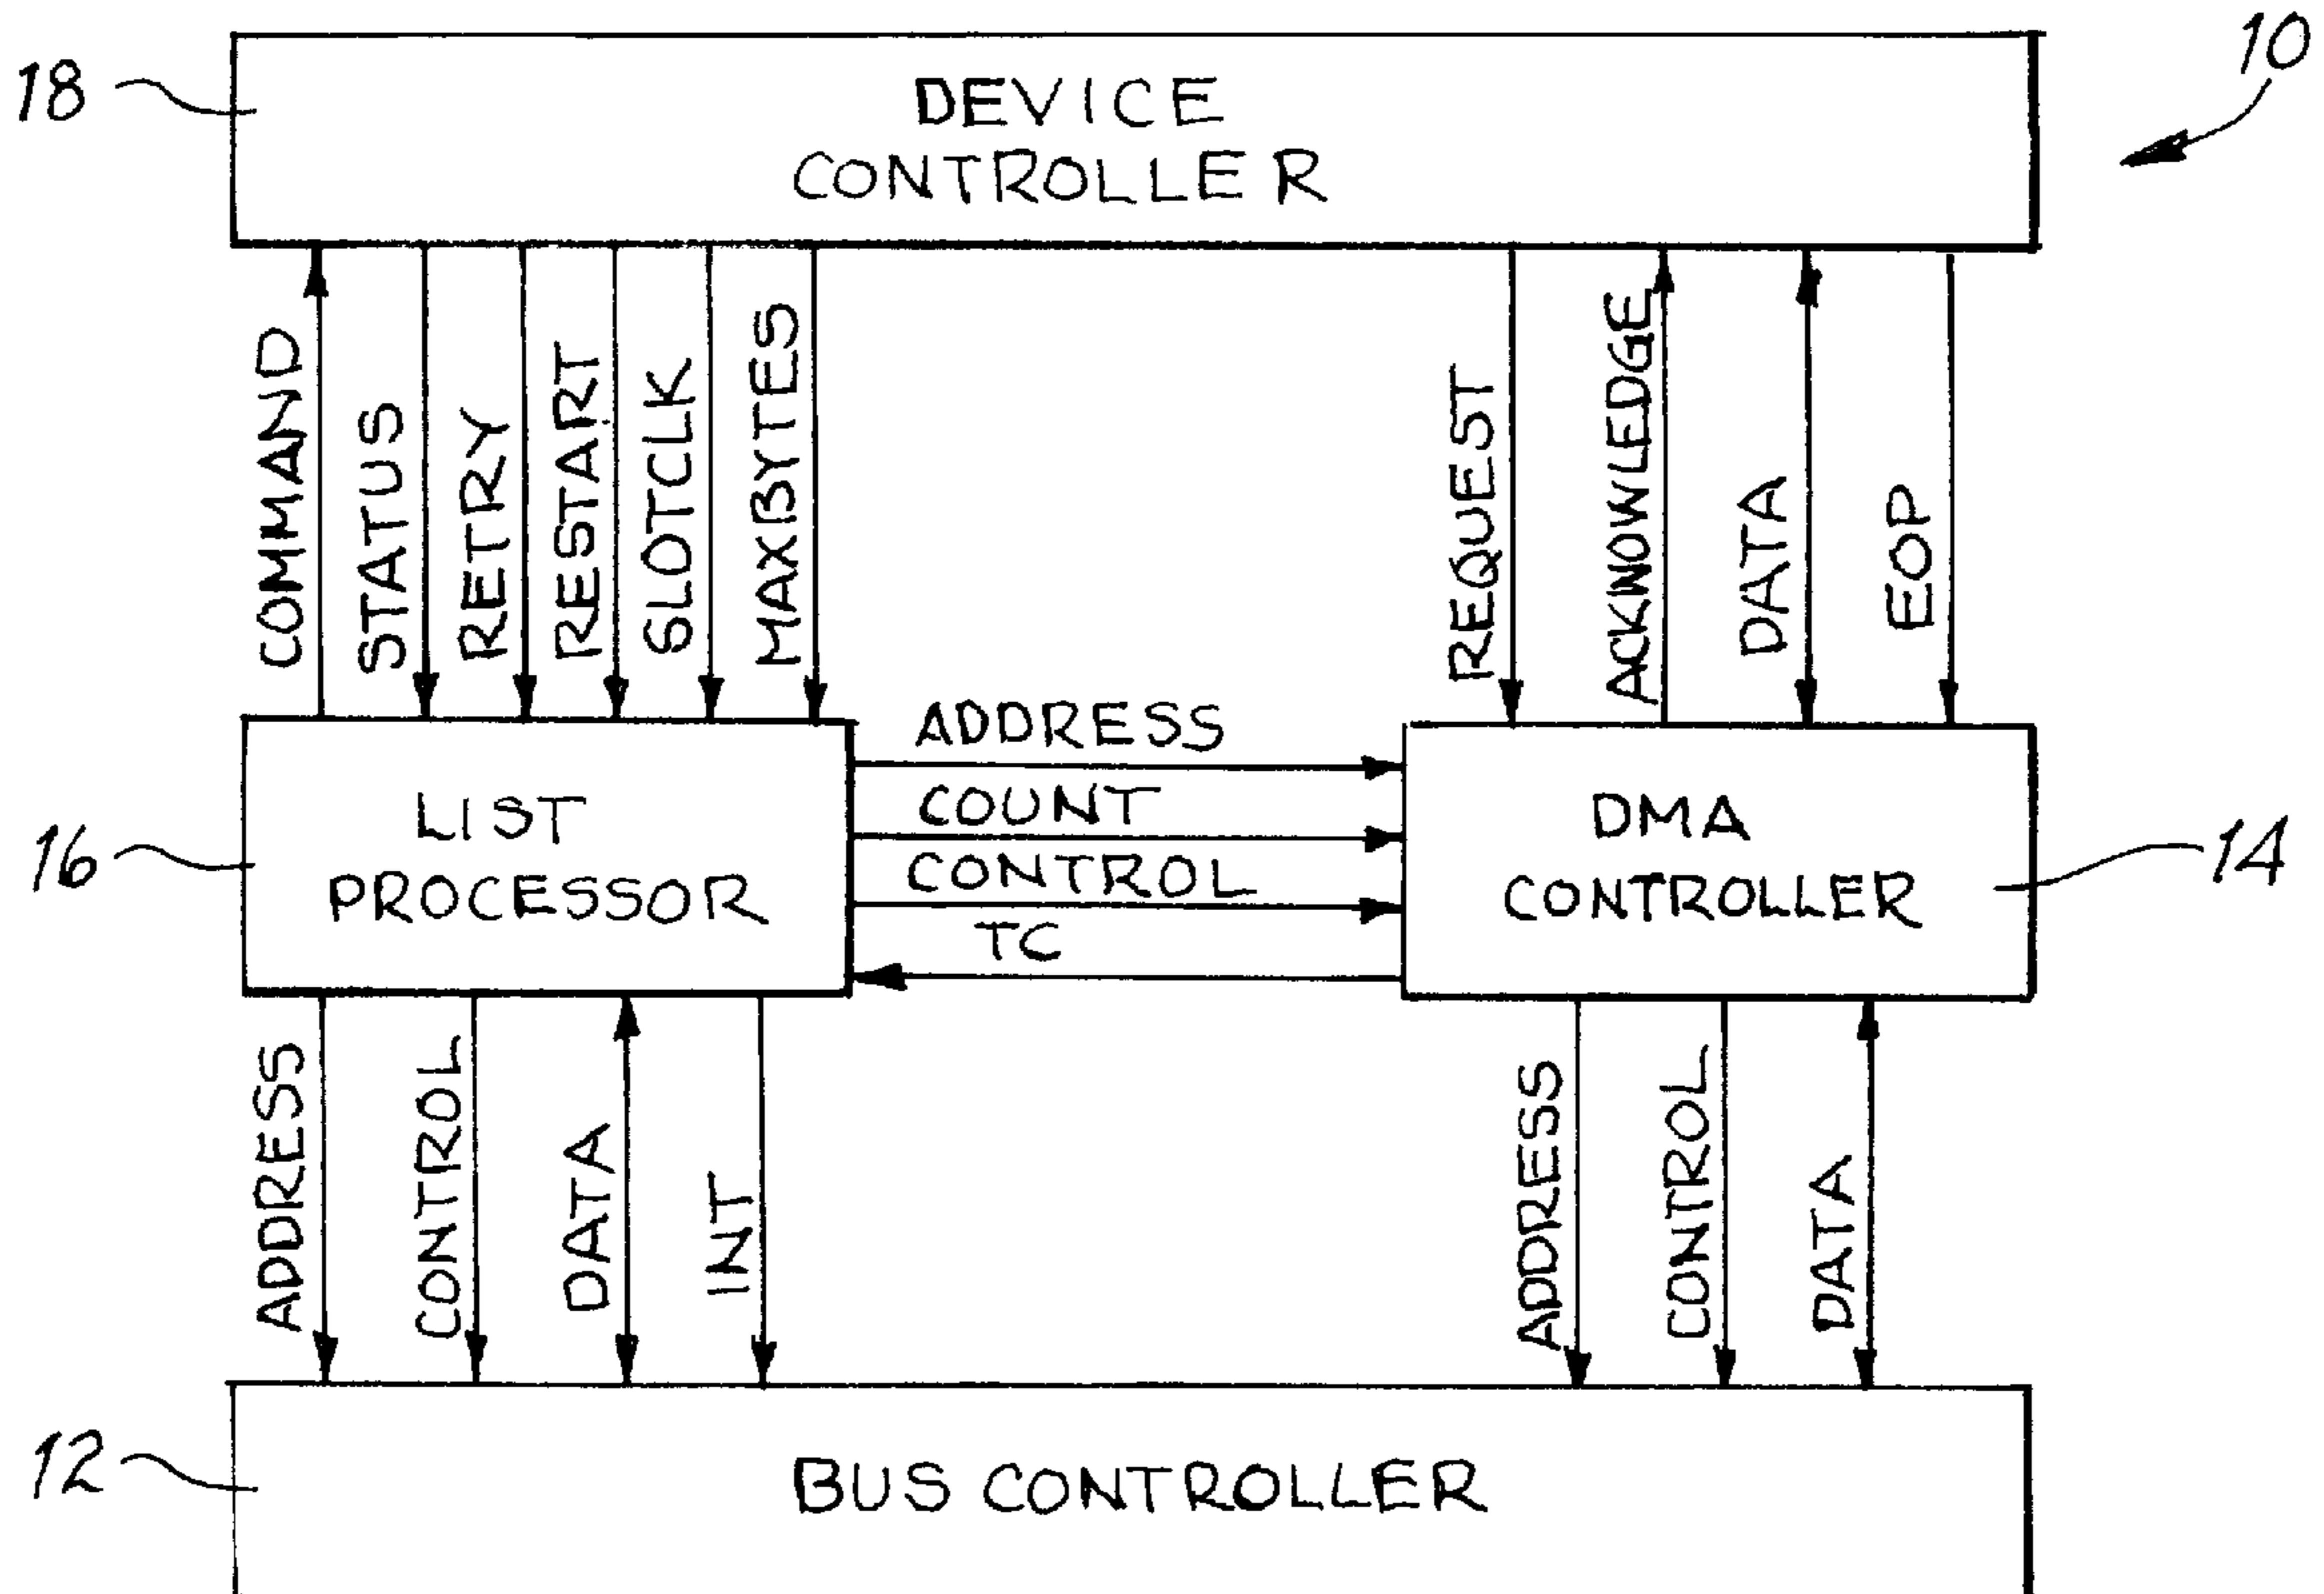 10
18
DEVICE
CONTROLLER
COMMAND
STATUS
RETRY
RESTART
SLOTCLK
MAXBYTES
REQUEST
ACKNOWLEDGE
DATA
EOP
ADDRESS
COUNT
CONTROL
TC
16
LIST
PROCESSOR
DMA
CONTROLLER
14
ADDRESS
CONTROL
DATA
INT
ADDRESS
CONTROL
DATA
12
BUS CONTROLLER